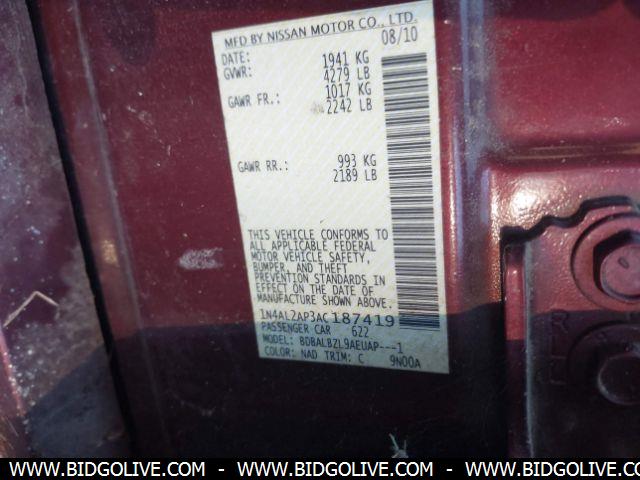 MFD BY NISSAN MOTOR CO., LTD.
DATE: 08/10
GVWR: 1941 KG
4279 LB
GAWR FR.: 1017 KG
2242 LB
GAWR RR.: 993 KG
2189 LB
THIS VEHICLE CONFORMS TO
ALL APPLICABLE FEDERAL
MOTOR VEHICLE SAFETY,
BUMPER, AND THEFT
PREVENTION STANDARDS IN
EFFECT ON THE DATE OF
MANUFACTURE SHOWN ABOVE.
1N4AL2AP3AC187419
PASSENGER CAR 622
MODEL: BDBALBZL9AEUAP---1
COLOR: NAD TRIM: C 9N00A
WWW.BIDGOLIVE.COM - WWW.BIDGOLIVE.COM - WWW.BIDGOLIVE.COM